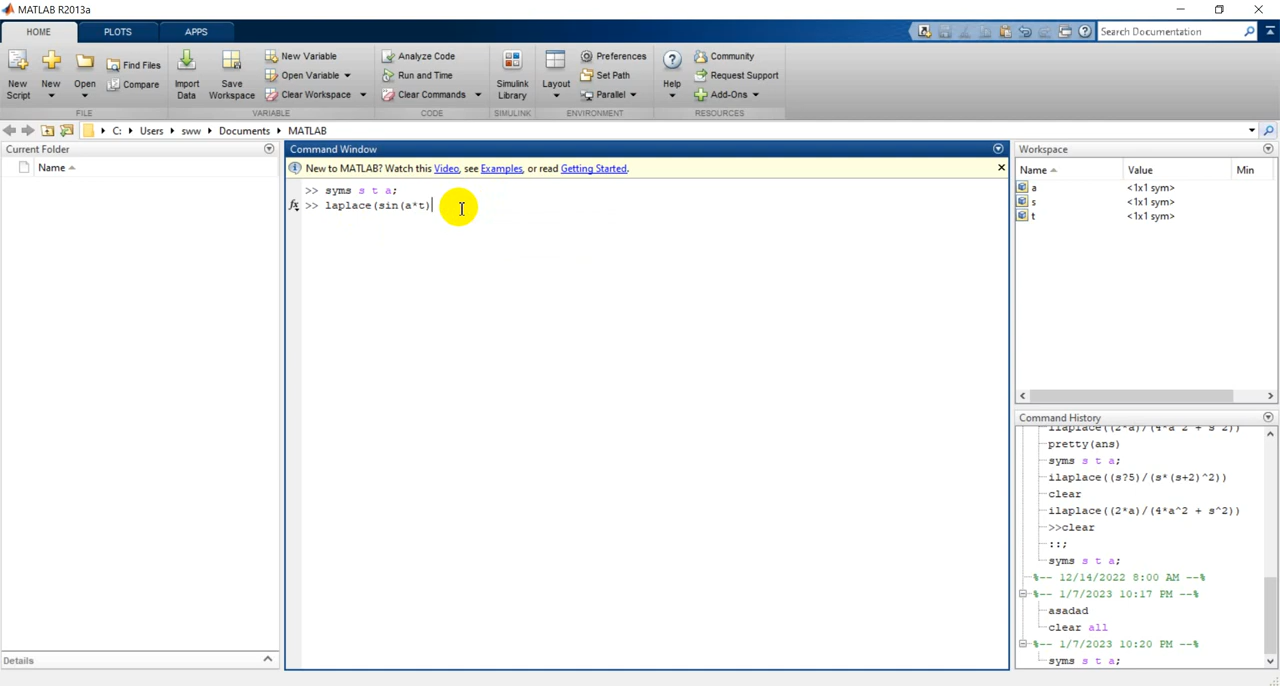 MATLAB R2013a
HOME
PLOTS
APPS
Search Documentation
New Script
New
Open
Find Files
Compare
Import Data
Save Workspace
New Variable
Open Variable
Clear Workspace
Analyze Code
Run and Time
Clear Commands
Simulink Library
Layout
Preferences
Set Path
Parallel
Help
Community
Request Support
Add-Ons
FILE
VARIABLE
CODE
SIMULINK
ENVIRONMENT
RESOURCES
C: Users sww Documents MATLAB
Current Folder
Name
Details
Command Window
New to MATLAB? Watch this Video, see Examples, or read Getting Started.
>> syms s t a;
fx >> laplace(sin(a*t)
Workspace
Name Value Min
a <1x1 sym>
s <1x1 sym>
t <1x1 sym>
Command History
ilaplace((2*a)/(4*a^2 + s^2))
pretty(ans)
syms s t a;
ilaplace((s?5)/(s*(s+2)^2))
clear
ilaplace((2*a)/(4*a^2 + s^2))
>>clear
::;
syms s t a;
%-- 12/14/2022 8:00 AM --%
%-- 1/7/2023 10:17 PM --%
asadad
clear all
%-- 1/7/2023 10:20 PM --%
syms s t a;